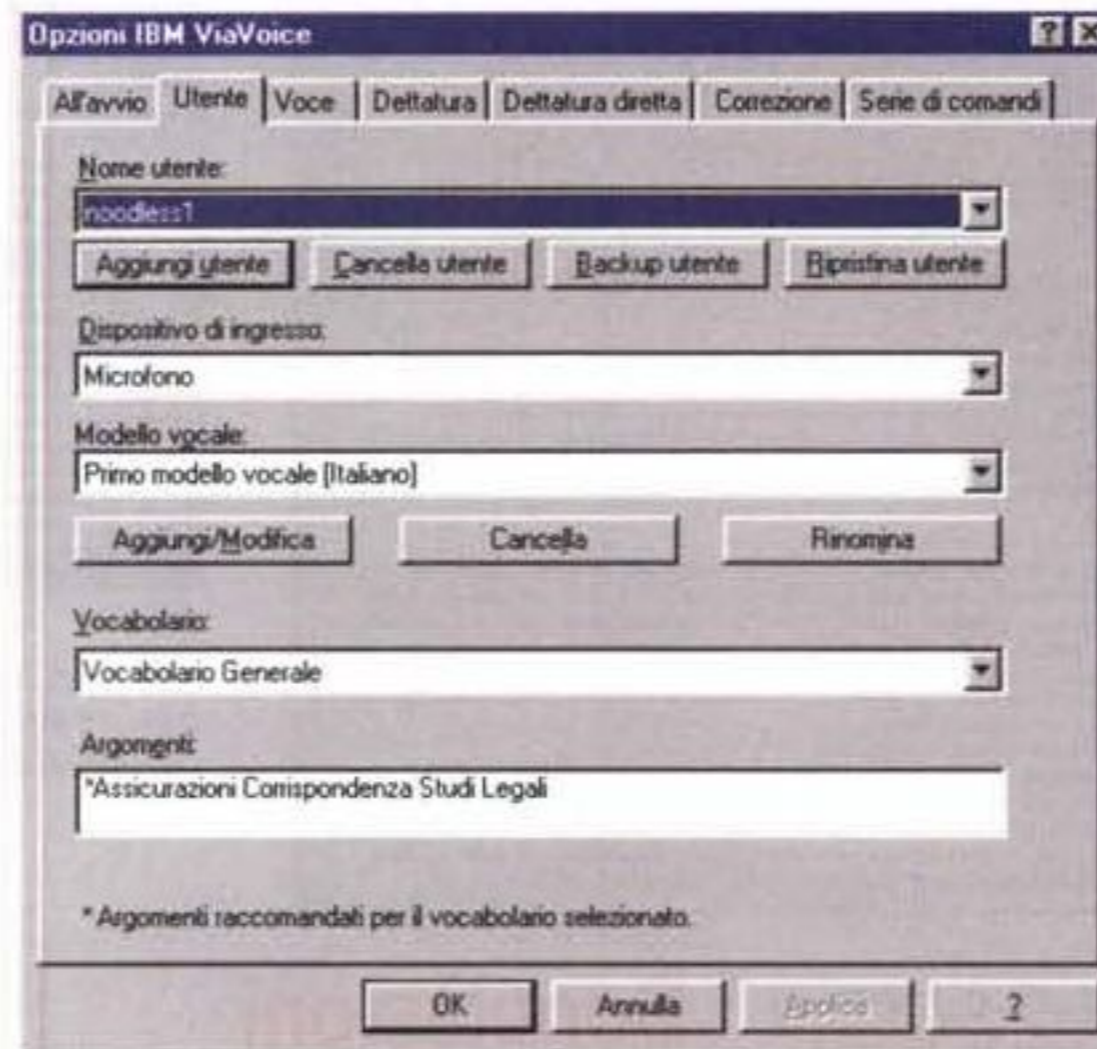 Opzioni IBM ViaVoice
All'avvio Utente Voce Dettatura Dettatura diretta Correzione Serie di comandi
Nome utente:
noodless1
Aggiungi utente Cancella utente Backup utente Ripristina utente
Dispositivo di ingresso:
Microfono
Modello vocale:
Primo modello vocale [Italiano]
Aggiungi/Modifica Cancella Rinomina
Vocabolario:
Vocabolario Generale
Argomenti:
*Assicurazioni Corrispondenza Studi Legali
* Argomenti raccomandati per il vocabolario selezionato.
OK Annulla Applica ?